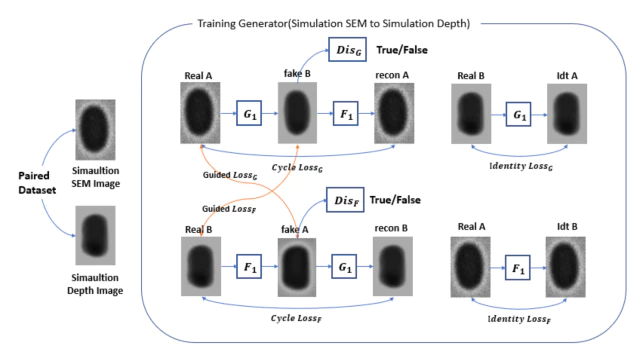 Training Generator(Simulation SEM to Simulation Depth)
Dis_G True/False
Real A fake B recon A Real B Idt A
G_1 F_1 G_1
Cycle Loss_G Identity Loss_G
Guided Loss_G
Paired
Dataset
Simaultion
SEM Image
Guided Loss_F
Dis_F True/False
Real B fake A recon B Real A Idt B
F_1 G_1 F_1
Simaultion
Depth Image
Cycle Loss_F Identity Loss_F